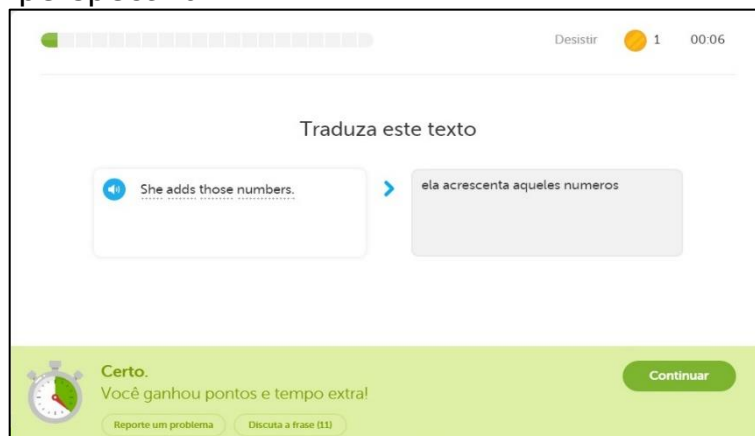 Desistir 1 00:06
Traduza este texto
She adds those numbers.
ela acrescenta aqueles numeros
Certo.
Você ganhou pontos e tempo extra!
Continuar
Reporte um problema Discuta a frase (11)